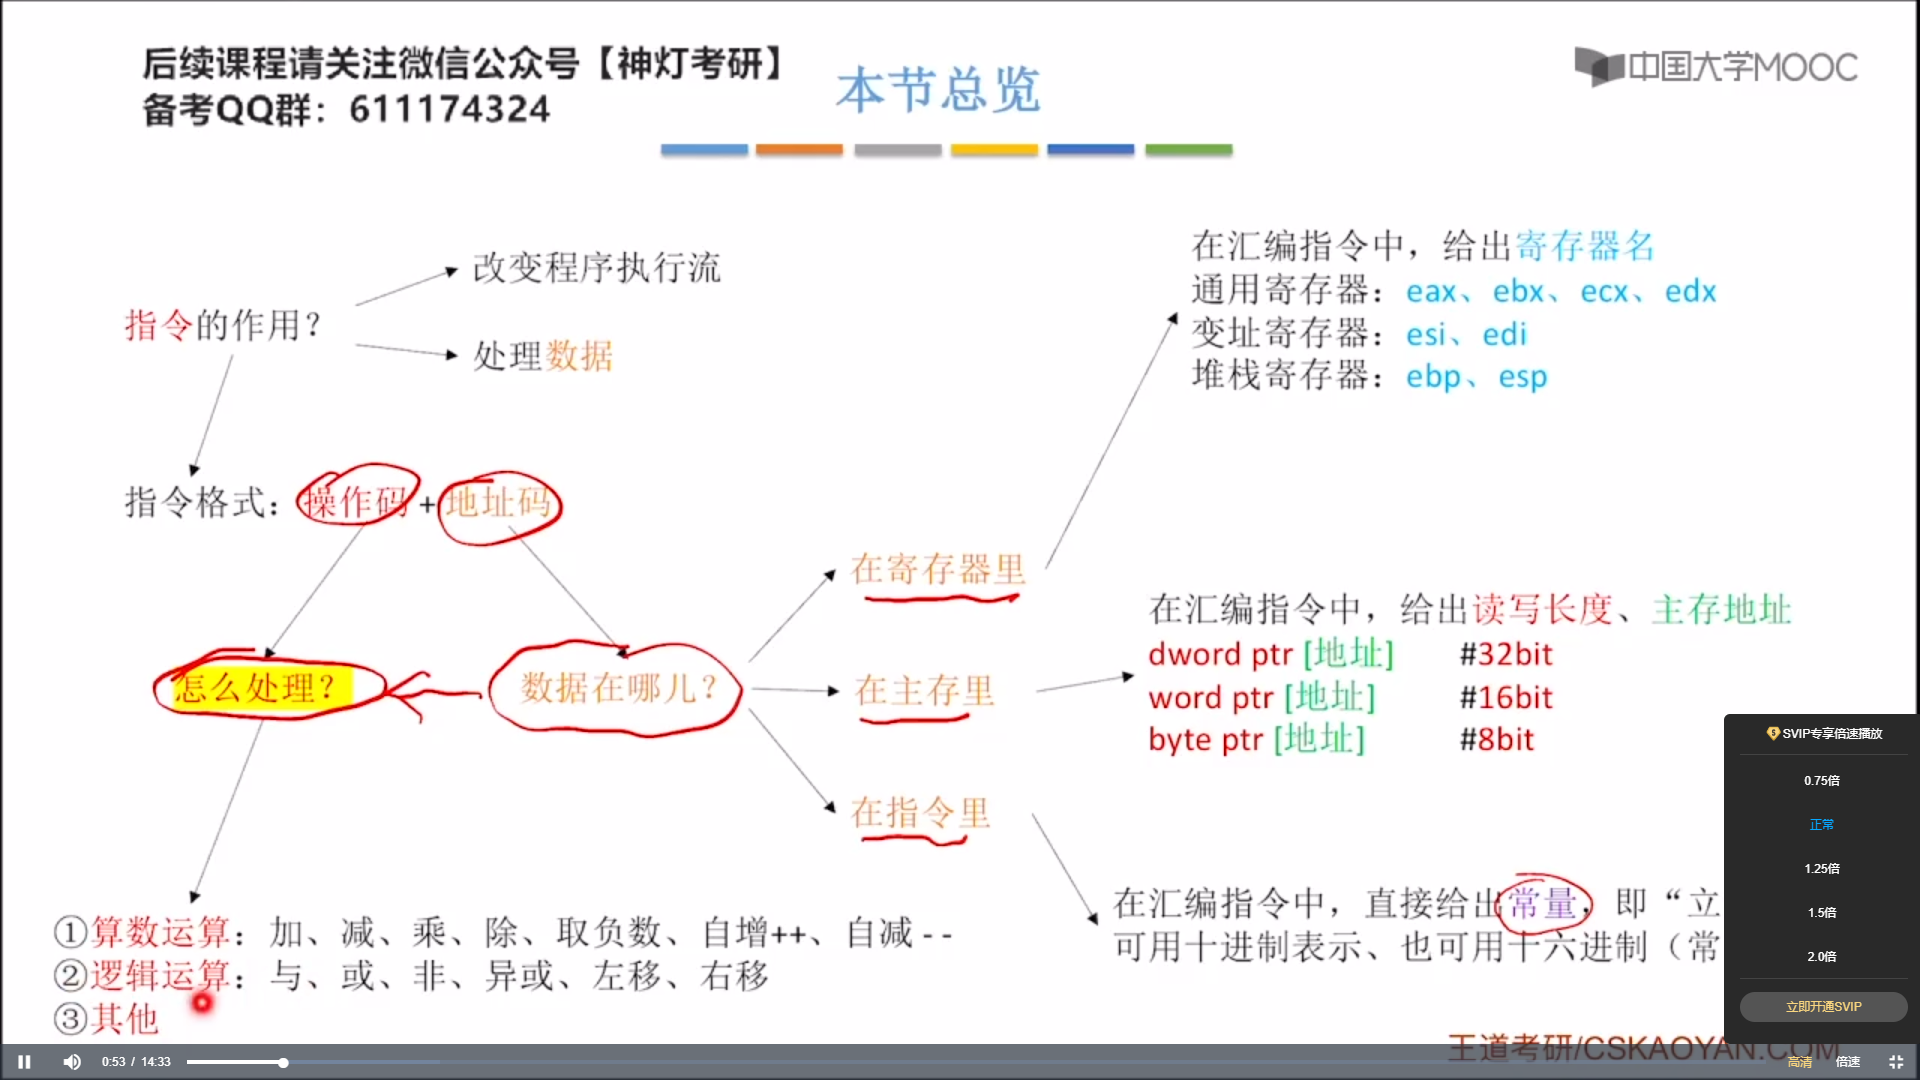 后续课程请关注微信公众号【神灯考研】
备考QQ群：611174324
本节总览
中国大学MOOC
指令的作用？
改变程序执行流
处理数据
指令格式：操作码+地址码
怎么处理？
数据在哪儿？
在寄存器里
在主存里
在指令里
在汇编指令中，给出寄存器名
通用寄存器：eax、ebx、ecx、edx
变址寄存器：esi、edi
堆栈寄存器：ebp、esp
在汇编指令中，给出读写长度、主存地址
dword ptr [地址] #32bit
word ptr [地址] #16bit
byte ptr [地址] #8bit
在汇编指令中，直接给出常量，即“立
可用十进制表示、也可用十六进制（常
①算数运算：加、减、乘、除、取负数、自增++、自减--
②逻辑运算：与、或、非、异或、左移、右移
③其他
王道考研/CSKAOYAN.COM
SVIP专享倍速播放
0.75倍
正常
1.25倍
1.5倍
2.0倍
立即开通SVIP
0:53 / 14:33
高清
倍速